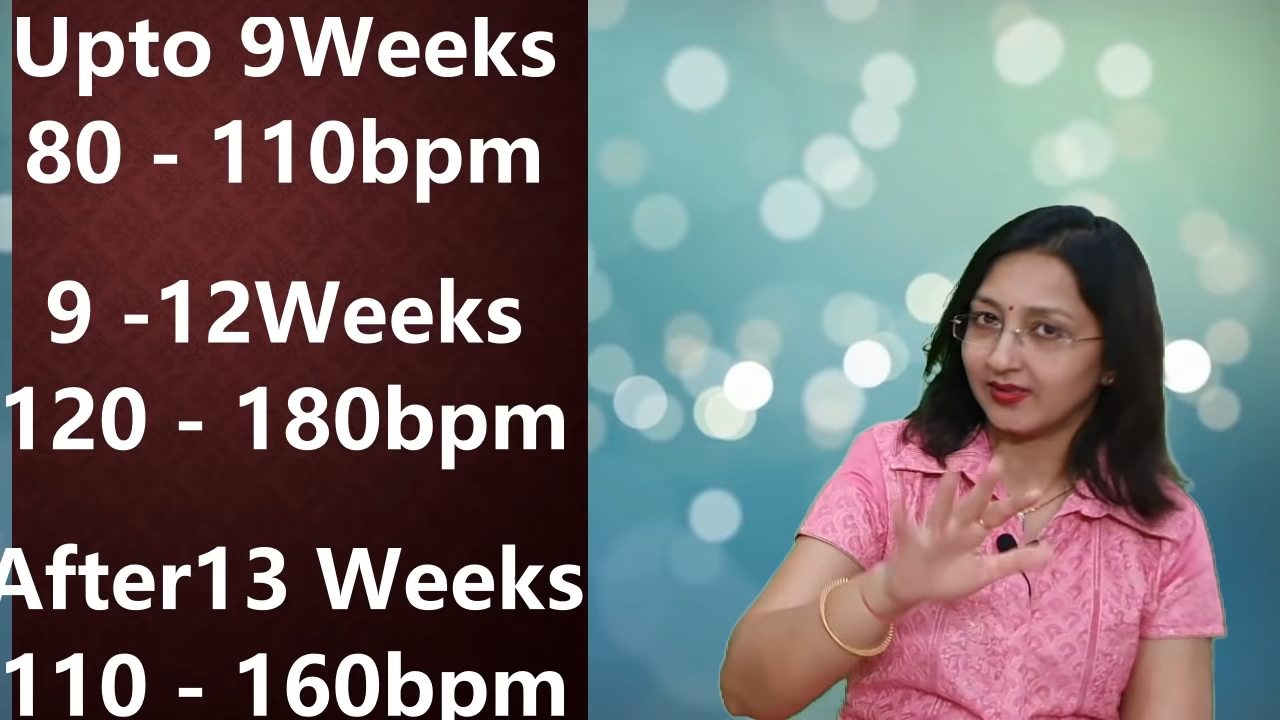 Upto 9Weeks
80 - 110bpm
9 -12Weeks
120 - 180bpm
After13 Weeks
110 - 160bpm